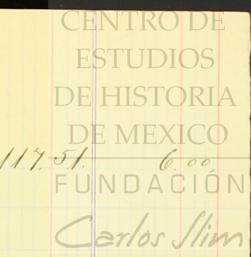 CENTRO DE
ESTUDIOS
DE HISTORIA
DE MEXICO
117.51. 6.00
FUNDACIÓN
Carlos Slim